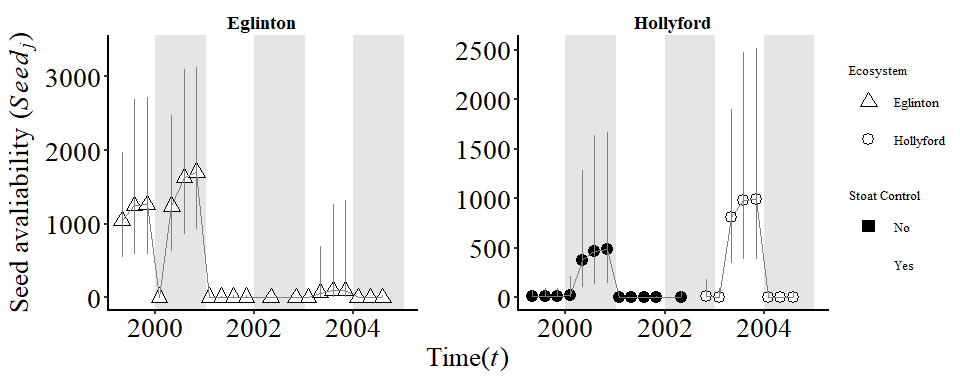 Eglinton
Hollyford
Seed avaliability (Seed_j)
3000
2000
1000
0
2500
2000
1500
1000
500
0
2000
2002
2004
2000
2002
2004
Time(t)
Ecosystem
Eglinton
Hollyford
Stoat Control
No
Yes